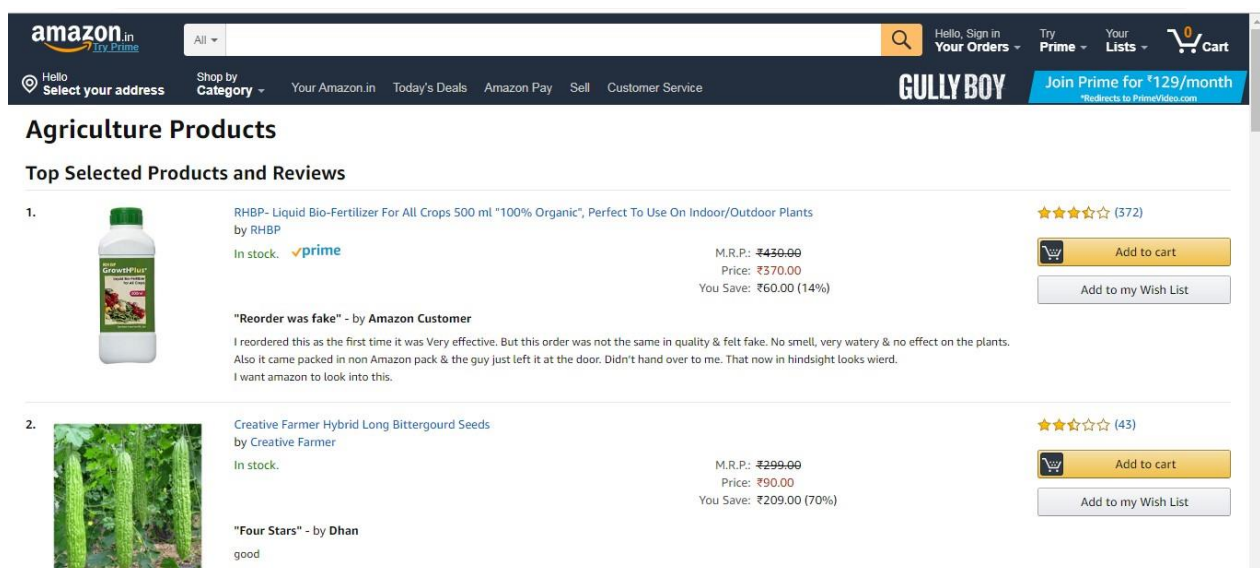 amazon.in
Try Prime
All
Hello, Sign in
Your Orders
Try
Prime
Your
Lists
0
Cart
Hello
Select your address
Shop by
Category
Your Amazon.in Today's Deals Amazon Pay Sell Customer Service
GULLY BOY
Join Prime for ₹129/month
*Redirects to PrimeVideo.com
Agriculture Products
Top Selected Products and Reviews
1.
GrowtHPlus+
RHBP- Liquid Bio-Fertilizer For All Crops 500 ml "100% Organic", Perfect To Use On Indoor/Outdoor Plants
by RHBP
In stock. prime
M.R.P.: ₹430.00
Price: ₹370.00
You Save: ₹60.00 (14%)
(372)
Add to cart
Add to my Wish List
"Reorder was fake" - by Amazon Customer
I reordered this as the first time it was Very effective. But this order was not the same in quality & felt fake. No smell, very watery & no effect on the plants.
Also it came packed in non Amazon pack & the guy just left it at the door. Didn't hand over to me. That now in hindsight looks wierd.
I want amazon to look into this.
2.
Creative Farmer Hybrid Long Bittergourd Seeds
by Creative Farmer
In stock.
M.R.P.: ₹299.00
Price: ₹90.00
You Save: ₹209.00 (70%)
(43)
Add to cart
Add to my Wish List
"Four Stars" - by Dhan
good